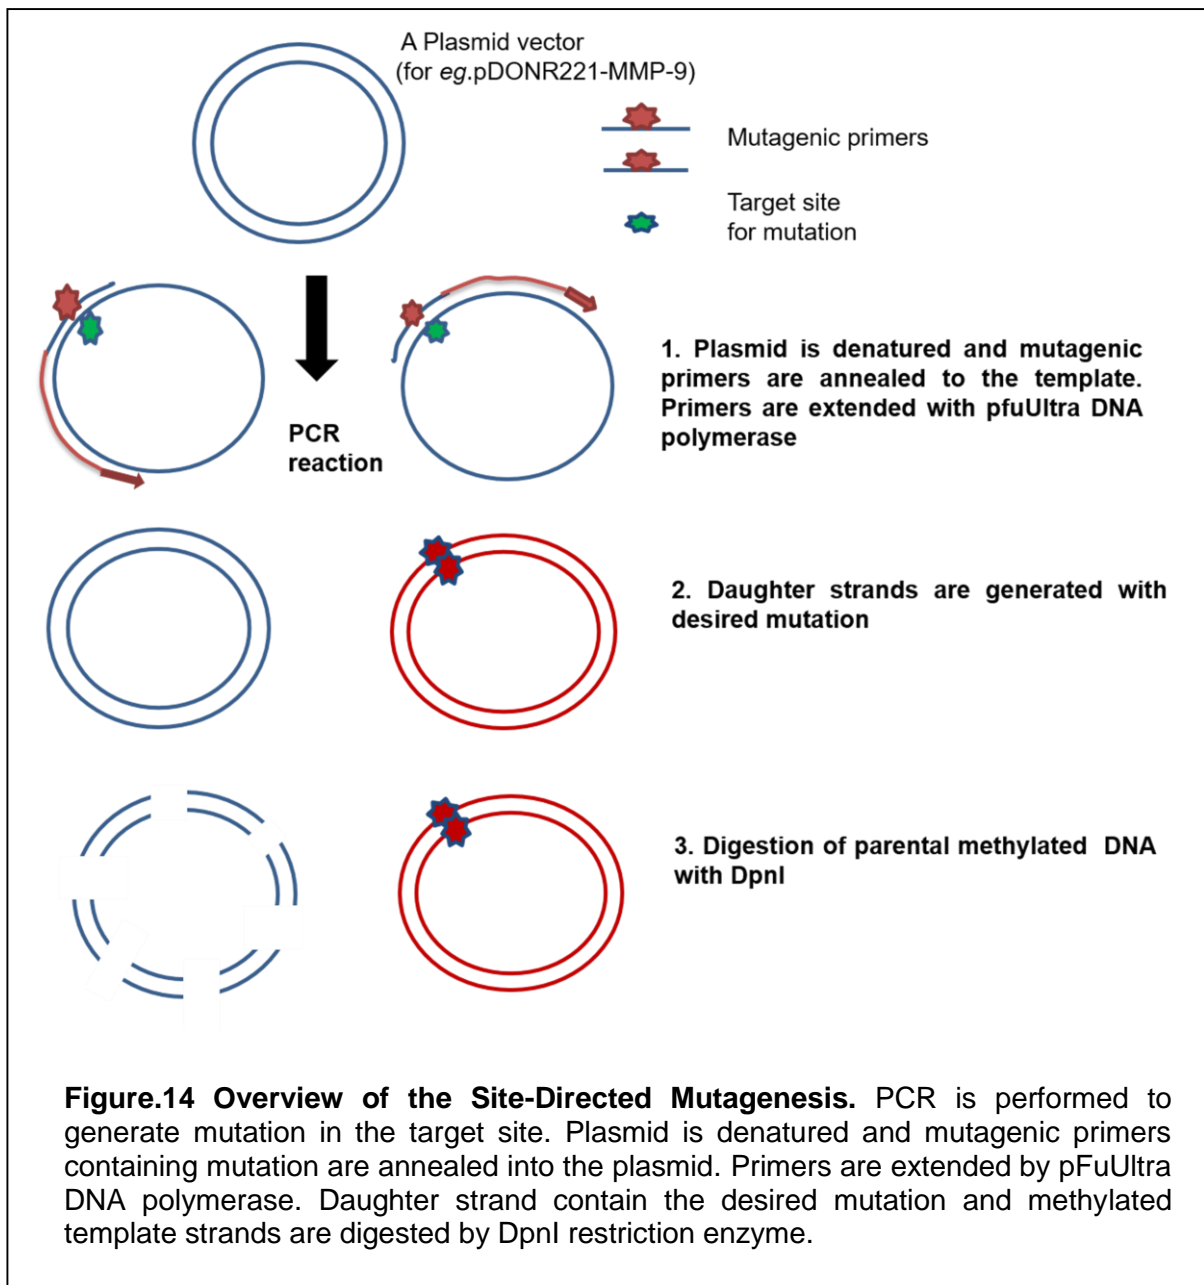 A Plasmid vector
(for eg.pDONR221-MMP-9)
Mutagenic primers
Target site
for mutation
1. Plasmid is denatured and mutagenic
primers are annealed to the template.
Primers are extended with pfuUltra DNA
polymerase
PCR
reaction
2. Daughter strands are generated with
desired mutation
3. Digestion of parental methylated DNA
with DpnI
Figure.14 Overview of the Site-Directed Mutagenesis. PCR is performed to
generate mutation in the target site. Plasmid is denatured and mutagenic primers
containing mutation are annealed into the plasmid. Primers are extended by pFuUltra
DNA polymerase. Daughter strand contain the desired mutation and methylated
template strands are digested by DpnI restriction enzyme.